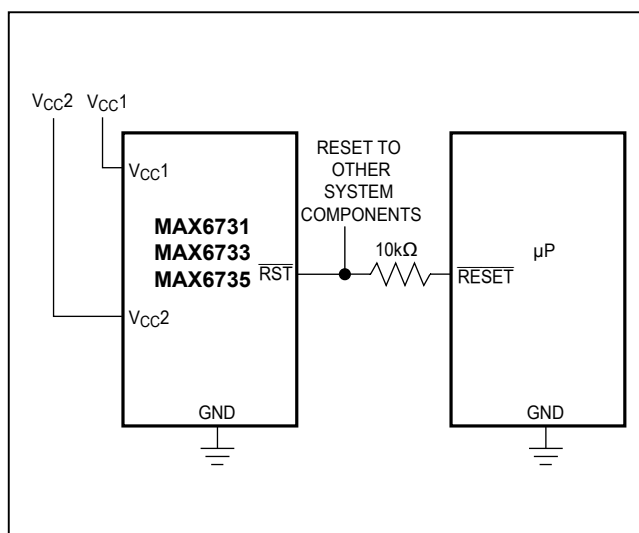 VCC2 VCC1
VCC1
MAX6731
MAX6733
MAX6735
RST
VCC2
GND
RESET TO
OTHER
SYSTEM
COMPONENTS
10kΩ
RESET
µP
GND